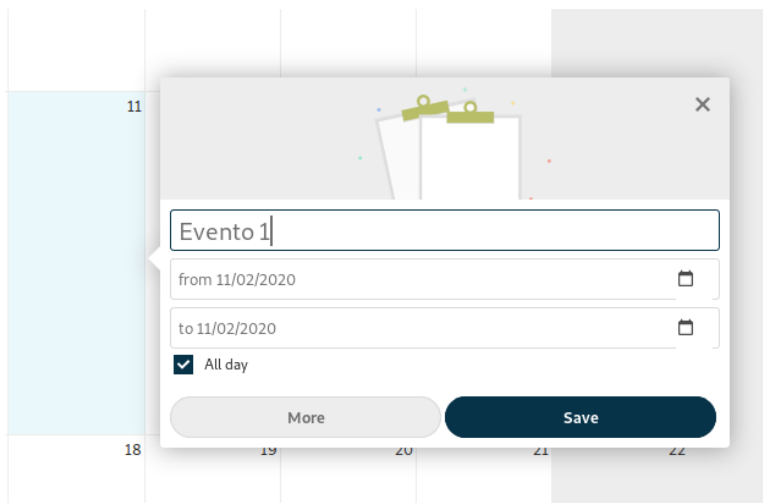 11
Evento 1
from 11/02/2020
to 11/02/2020
All day
More
Save
18
19
20
21
22